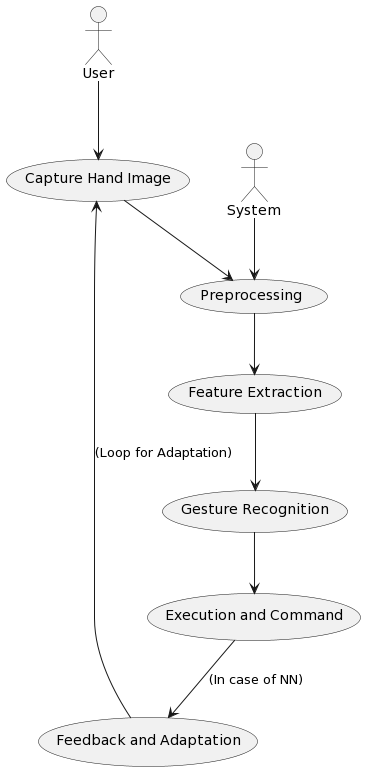 User
Capture Hand Image
System
Preprocessing
Feature Extraction
(Loop for Adaptation)
Gesture Recognition
Execution and Command
(In case of NN)
Feedback and Adaptation